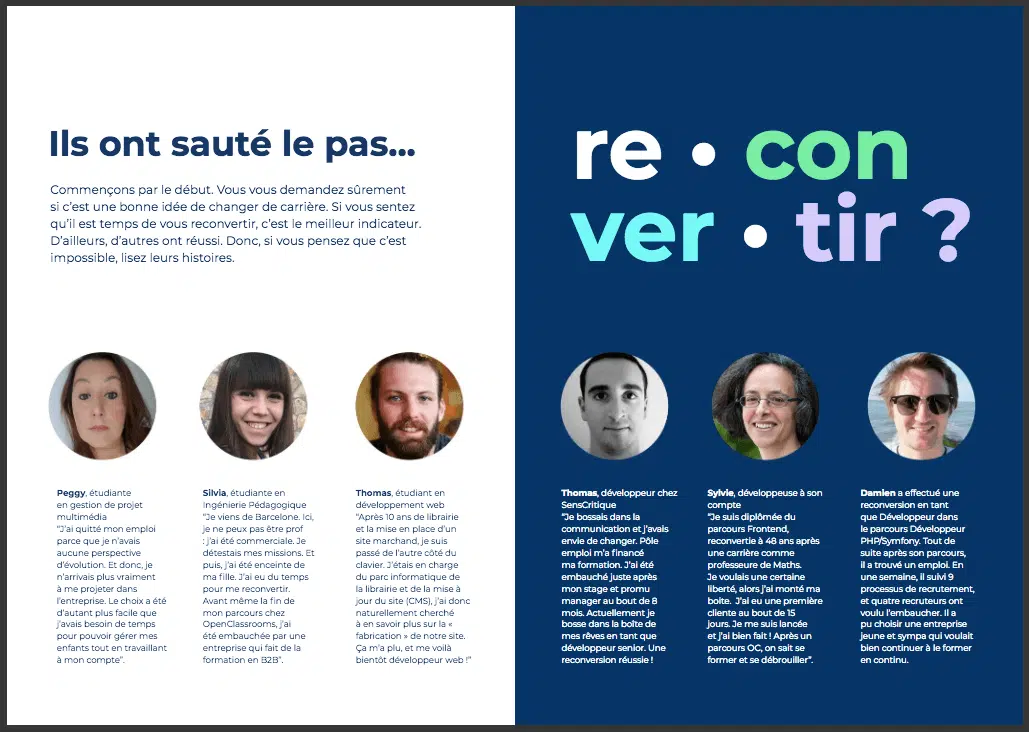 Ils ont sauté le pas...
Commençons par le début. Vous vous demandez sûrement
si c'est une bonne idée de changer de carrière. Si vous sentez
qu'il est temps de vous reconvertir, c'est le meilleur indicateur.
D'ailleurs, d'autres ont réussi. Donc, si vous pensez que c'est
impossible, lisez leurs histoires.
Peggy, étudiante
en gestion de projet
multimédia
"J'ai quitté mon emploi
parce que je n'avais
aucune perspective
d'évolution. Et donc, je
n'arrivais plus vraiment
à me projeter dans
l'entreprise. Le choix a été
d'autant plus facile que
j'avais besoin de temps
pour pouvoir gérer mes
enfants tout en travaillant
à mon compte".
Silvia, étudiante en
Ingénierie Pédagogique
"Je viens de Barcelone. Ici,
je ne peux pas être prof
: j'ai été commerciale. Je
détestais mes missions. Et
puis, j'ai été enceinte de
ma fille. J'ai eu du temps
pour me reconvertir.
Avant même la fin de
mon parcours chez
OpenClassrooms, j'ai
été embauchée par une
entreprise qui fait de la
formation en B2B".
Thomas, étudiant en
développement web
"Après 10 ans de librairie
et la mise en place d'un
site marchand, je suis
passé de l'autre côté du
clavier. J'étais en charge
du parc informatique de
la librairie et de la mise à
jour du site (CMS), j'ai donc
naturellement cherché
à en savoir plus sur la «
fabrication » de notre site.
Ça m'a plu, et me voilà
bientôt développeur web !"
re • con
ver • tir ?
Thomas, développeur chez
SensCritique
"Je bossais dans la
communication et j'avais
envie de changer. Pôle
emploi m'a financé
ma formation. J'ai été
embauché juste après
mon stage et promu
manager au bout de 8
mois. Actuellement je
bosse dans la boîte de
mes rêves en tant que
développeur senior. Une
reconversion réussie !
Sylvie, développeuse à son
compte
"Je suis diplômée du
parcours Frontend,
reconvertie à 48 ans après
une carrière comme
professeure de Maths.
Je voulais une certaine
liberté, alors j'ai monté ma
boite. J'ai eu une première
cliente au bout de 15
jours. Je me suis lancée
et j'ai bien fait ! Après un
parcours OC, on sait se
former et se débrouiller".
Damien a effectué une
reconversion en tant
que Développeur dans
le parcours Développeur
PHP/Symfony. Tout de
suite après son parcours,
il a trouvé un emploi. En
une semaine, il suivi 9
processus de recrutement,
et quatre recruteurs ont
voulu l'embaucher. Il a
pu choisir une entreprise
jeune et sympa qui voulait
bien continuer à le former
en continu.